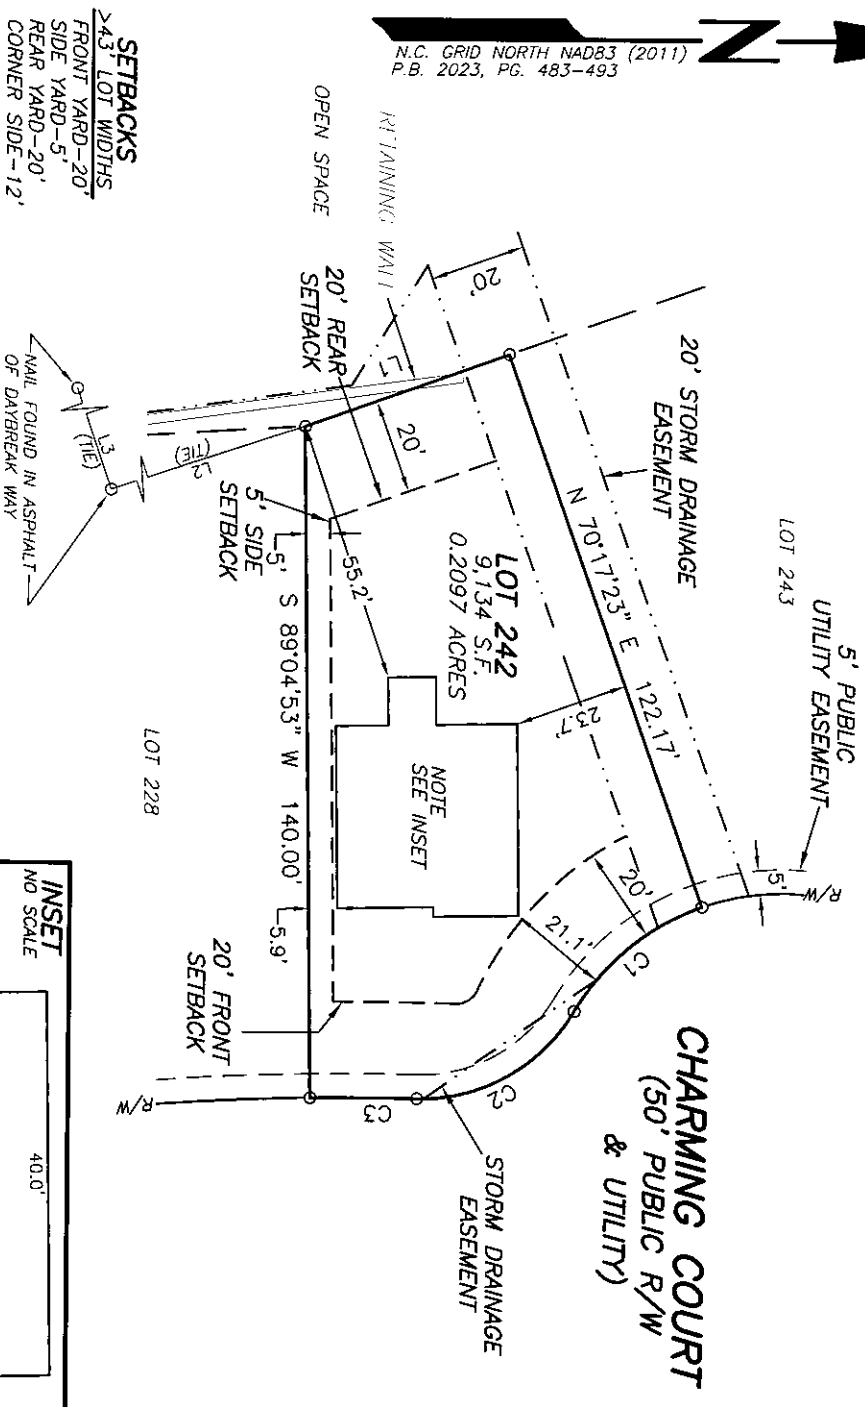 N.C. GRID NORTH NAD83 (2011)
P.B. 2023, PG. 483-493
N
SETBACKS
>43' LOT WIDTHS
FRONT YARD-20'
SIDE YARD-5'
REAR YARD-20'
CORNER SIDE-12'
OPEN SPACE
RETAINING WALL
20' REAR
SETBACK
20'
20' STORM DRAINAGE
EASEMENT
LOT 243
5' PUBLIC
UTILITY EASEMENT
5'
R/W
N 70°17'23" E 122.17'
L1
20'
L2
(TIE)
L3
(TIE)
NAIL FOUND IN ASPHALT
OF DAYBREAK WAY
5' SIDE
SETBACK
5'
55.2'
LOT 242
9,134 S.F.
0.2097 ACRES
23.7'
NOTE
SEE INSET
S 89°04'53" W 140.00'
5.9'
LOT 228
20'
21.1'
C1
C2
C3
20' FRONT
SETBACK
R/W
STORM DRAINAGE
EASEMENT
CHARMING COURT
(50' PUBLIC R/W
& UTILITY)
INSET
NO SCALE
40.0'